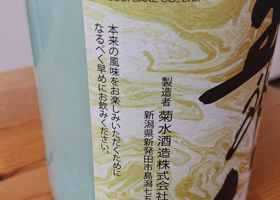 本来の風味をお楽しみいただくために
なるべく早めにお飲みください。
製造者 菊水酒造株式会社
新潟県新発田市島潟七五